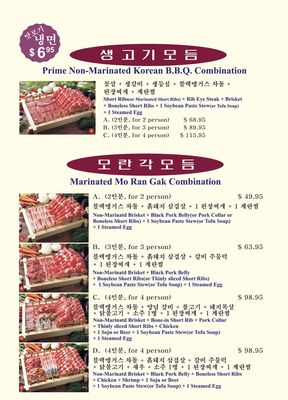 맛보기
냉면
$6.95
생고기모듬
Prime Non-Marinated Korean B.B.Q. Combination
꽃살 + 생갈비 + 생등심 + 블랙앵거스 차돌 +
된장찌개 + 계란찜
Short Ribs(or Marinated Short Ribs) + Rib Eye Steak + Brisket
+ Boneless Short Ribs + 1 Soybean Paste Stew(or Tofu Soup)
+ 1 Steamed Egg
A. (2인분, for 2 person) $ 68.95
B. (3인분, for 3 person) $ 89.95
C. (4인분, for 4 person) $ 115.95
모란각모듬
Marinated Mo Ran Gak Combination
A. (2인분, for 2 person) $ 49.95
블랙앵거스 차돌 + 흑돼지 삼겹살 + 1 된장찌개 + 1 계란찜
Non-Marinatd Brisket + Black Pork Belly(or Pork Collar or
Boneless Short Ribs) + 1 Soybean Paste Stew(or Tofu Soup)
+ 1 Steamed Egg
B. (3인분, for 3 person) $ 63.95
블랙앵거스 차돌 + 흑돼지 삼겹살 + 갈비 주물럭
+ 1 된장찌개 + 1 계란찜
Non-Marinatd Brisket + Black Pork Belly
+ Boneless Short Ribs(or Thinly sliced Short Ribs)
+ 1 Soybean Paste Stew(or Tofu Soup) + 1 Steamed Egg
C. (4인분, for 4 person) $ 98.95
블랙앵거스 차돌 + 양념 갈비 + 불고기 + 돼지목살
+ 닭불고기 + 소주 1병 + 1 된장찌개 + 1 계란찜
Non-Marinatd Brisket + Bone-in Short Rib + Pork Collar
+ Thinly sliced Short Ribs + Chicken
+ 1 Soju or Beer + 1 Soybean Paste Stew(or Tofu Soup)
+ 1 Steamed Egg
D. (4인분, for 4 person) $ 98.95
블랙앵거스 차돌 + 흑돼지 삼겹살 + 갈비 주물럭
+ 닭불고기 + 새우 + 소주 1병 + 1 된장찌개 + 1 계란찜
Non-Marinatd Brisket + Black Pork Belly + Boneless Short Ribs
+ Chicken + Shrimp + 1 Soju or Beer
+ 1 Soybean Paste Stew(or Tofu Soup) + 1 Steamed Egg